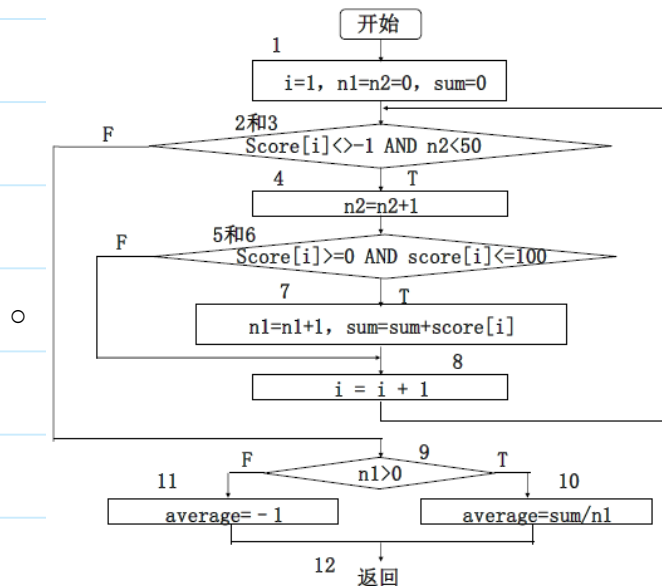 开始
1
i=1, n1=n2=0, sum=0
F
2和3
Score[i]<>-1 AND n2<50
4
T
n2=n2+1
F
5和6
Score[i]>=0 AND score[i]<=100
7
T
n1=n1+1, sum=sum+score[i]
8
i = i + 1
9
F
n1>0
T
11
10
average=-1
average=sum/n1
12
返回